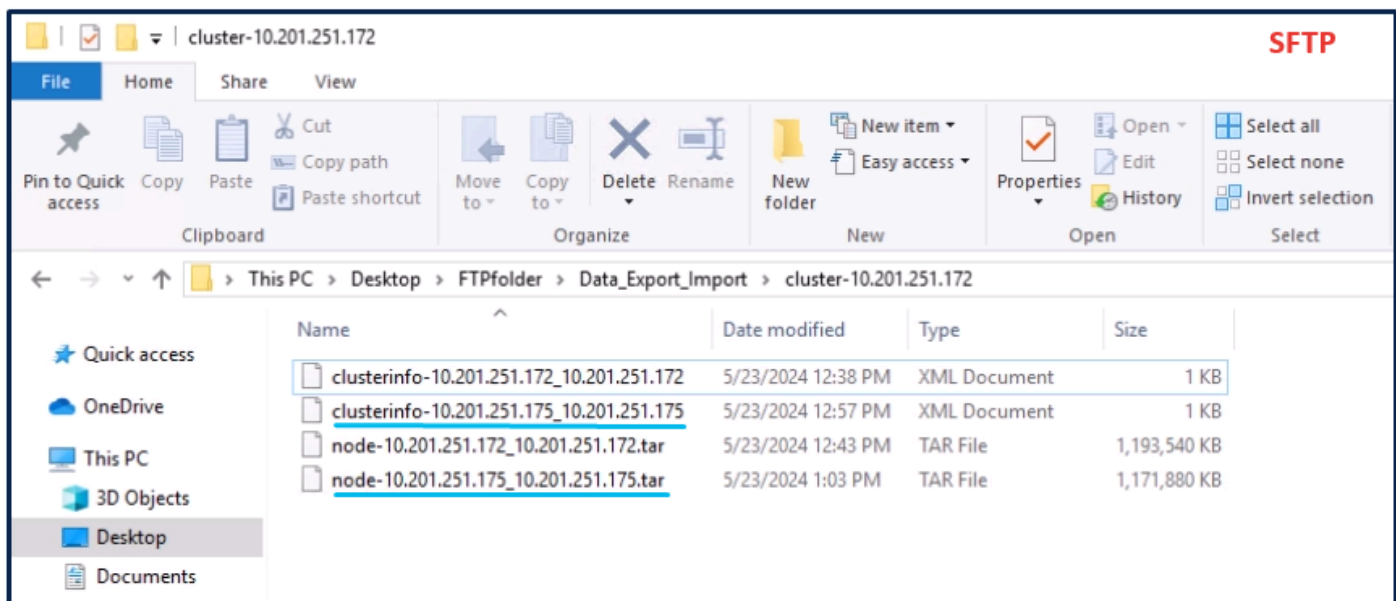 cluster-10.201.251.172
SFTP
File Home Share View
Pin to Quick access
Copy
Paste
Cut
Copy path
Paste shortcut
Move to
Copy to
Delete
Rename
New folder
New item
Easy access
Properties
Open
Edit
History
Select all
Select none
Invert selection
Clipboard Organize New Open Select
This PC > Desktop > FTPfolder > Data_Export_Import > cluster-10.201.251.172
Quick access
OneDrive
This PC
3D Objects
Desktop
Documents
Name Date modified Type Size
clusterinfo-10.201.251.172_10.201.251.172 5/23/2024 12:38 PM XML Document 1 KB
clusterinfo-10.201.251.175_10.201.251.175 5/23/2024 12:57 PM XML Document 1 KB
node-10.201.251.172_10.201.251.172.tar 5/23/2024 12:43 PM TAR File 1,193,540 KB
node-10.201.251.175_10.201.251.175.tar 5/23/2024 1:03 PM TAR File 1,171,880 KB